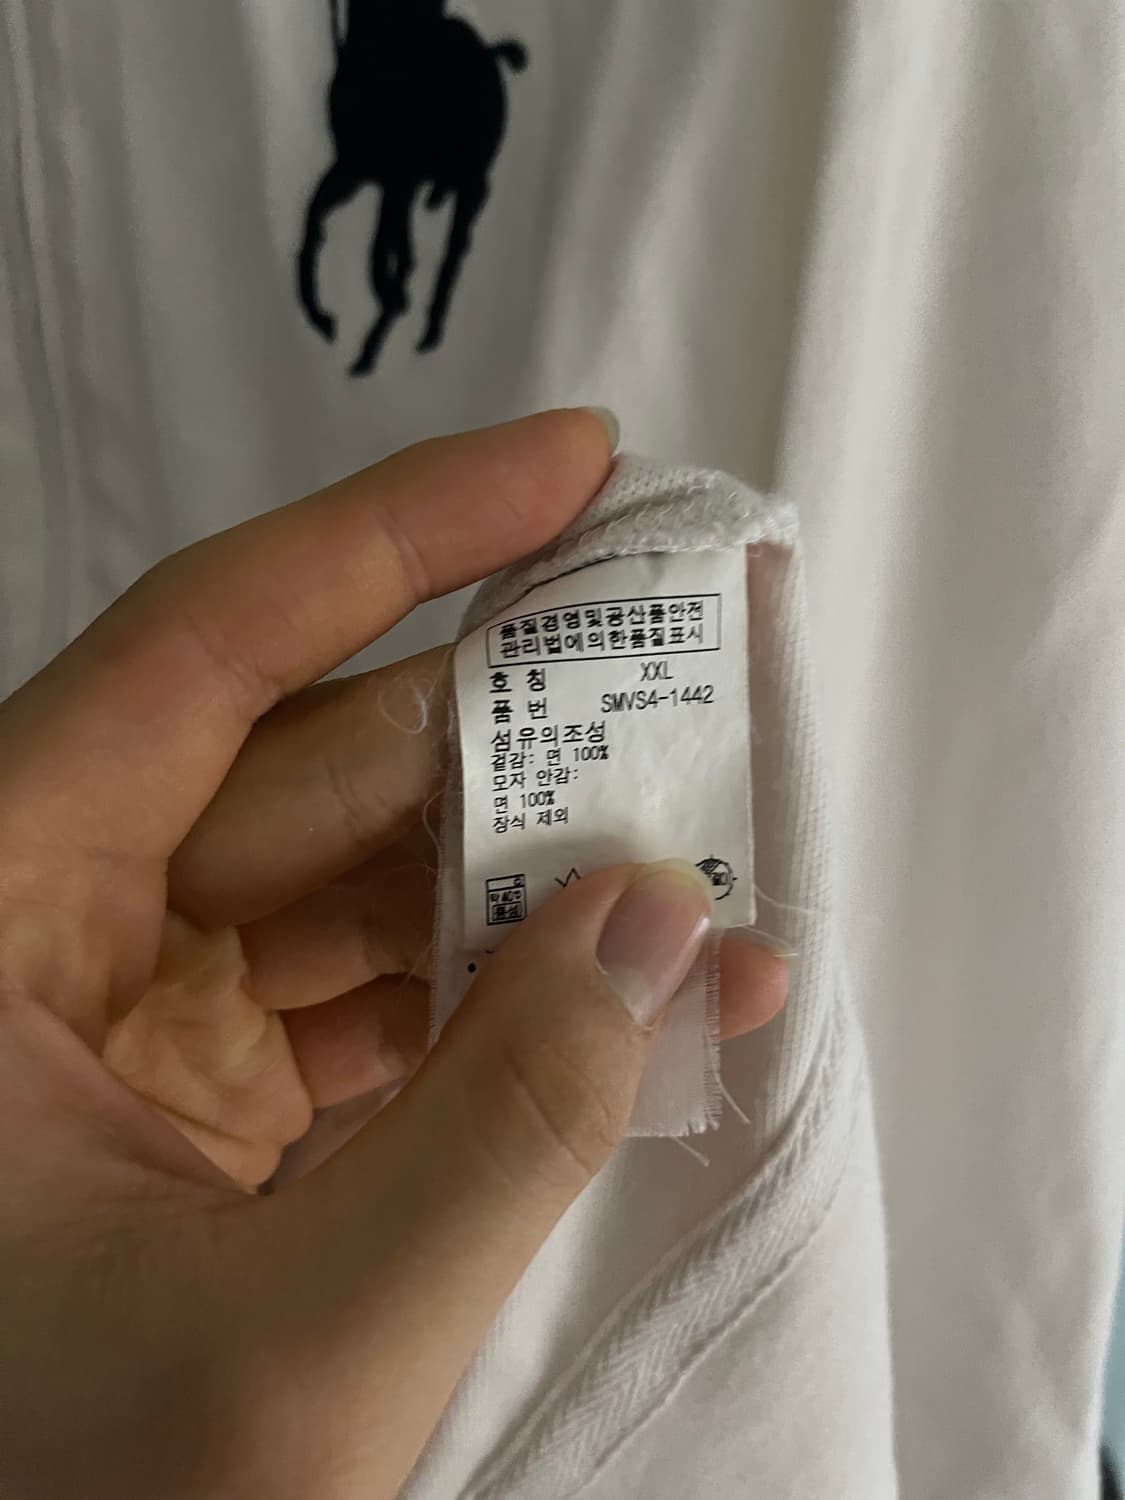 품질경영및공산품안전
관리법에의한품질표시
호 칭 XXL
품 번 SMVS4-1442
섬유의조성
겉감: 면 100%
모자 안감:
면 100%
장식 제외
중성